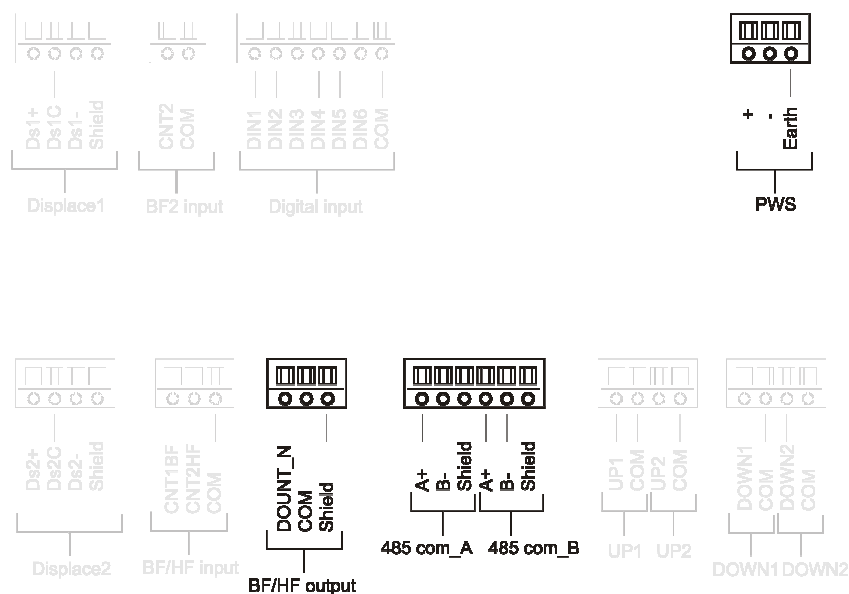 Ds1+
Ds1C
Ds1-
Shield
CNT2
COM
DIN1
DIN2
DIN3
DIN4
DIN5
DIN6
COM
+
-
Earth
Displace1
BF2 input
Digital input
PWS
Ds2+
Ds2C
Ds2-
Shield
CNT1BF
CNT2HF
COM
DOUNT_N
COM
Shield
A+
B-
Shield
A+
B-
Shield
UP1
COM
UP2
COM
DOWN1
COM
DOWN2
COM
Displace2
BF/HF input
BF/HF output
485 com_A
485 com_B
UP1
UP2
DOWN1
DOWN2